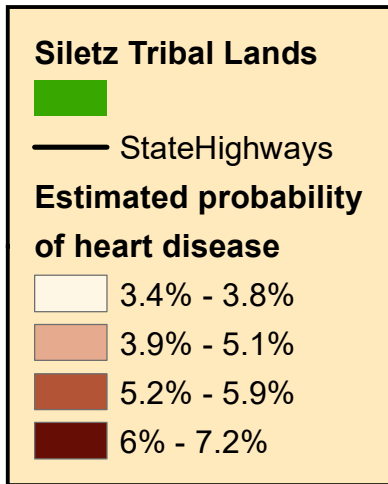 Siletz Tribal Lands
StateHighways
Estimated probability
of heart disease
3.4% - 3.8%
3.9% - 5.1%
5.2% - 5.9%
6% - 7.2%